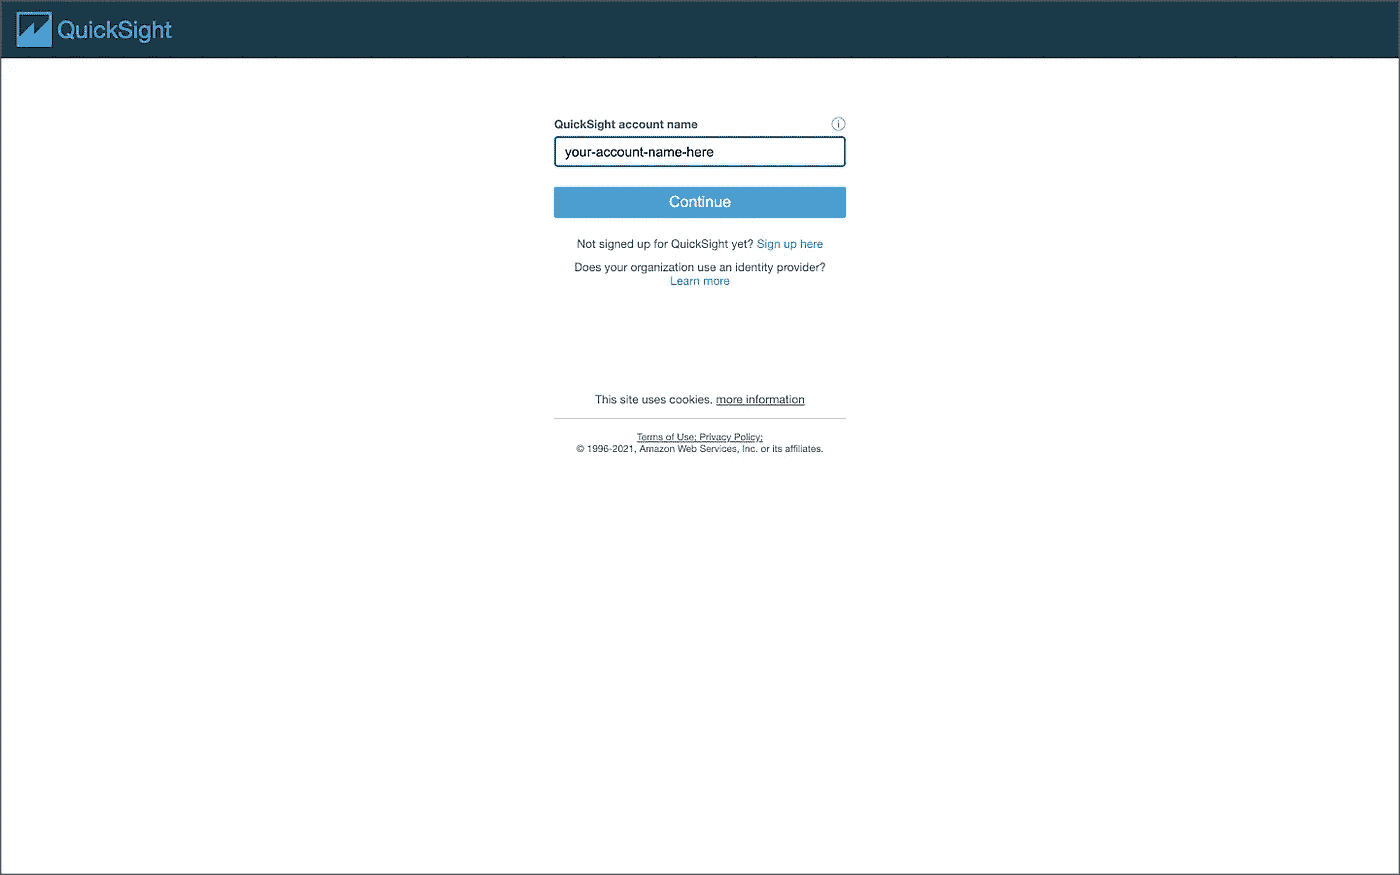 QuickSight
QuickSight account name
your-account-name-here
Continue
Not signed up for QuickSight yet? Sign up here
Does your organization use an identity provider?
Learn more
This site uses cookies. more information
Terms of Use; Privacy Policy;
© 1996-2021, Amazon Web Services, Inc. or its affiliates.